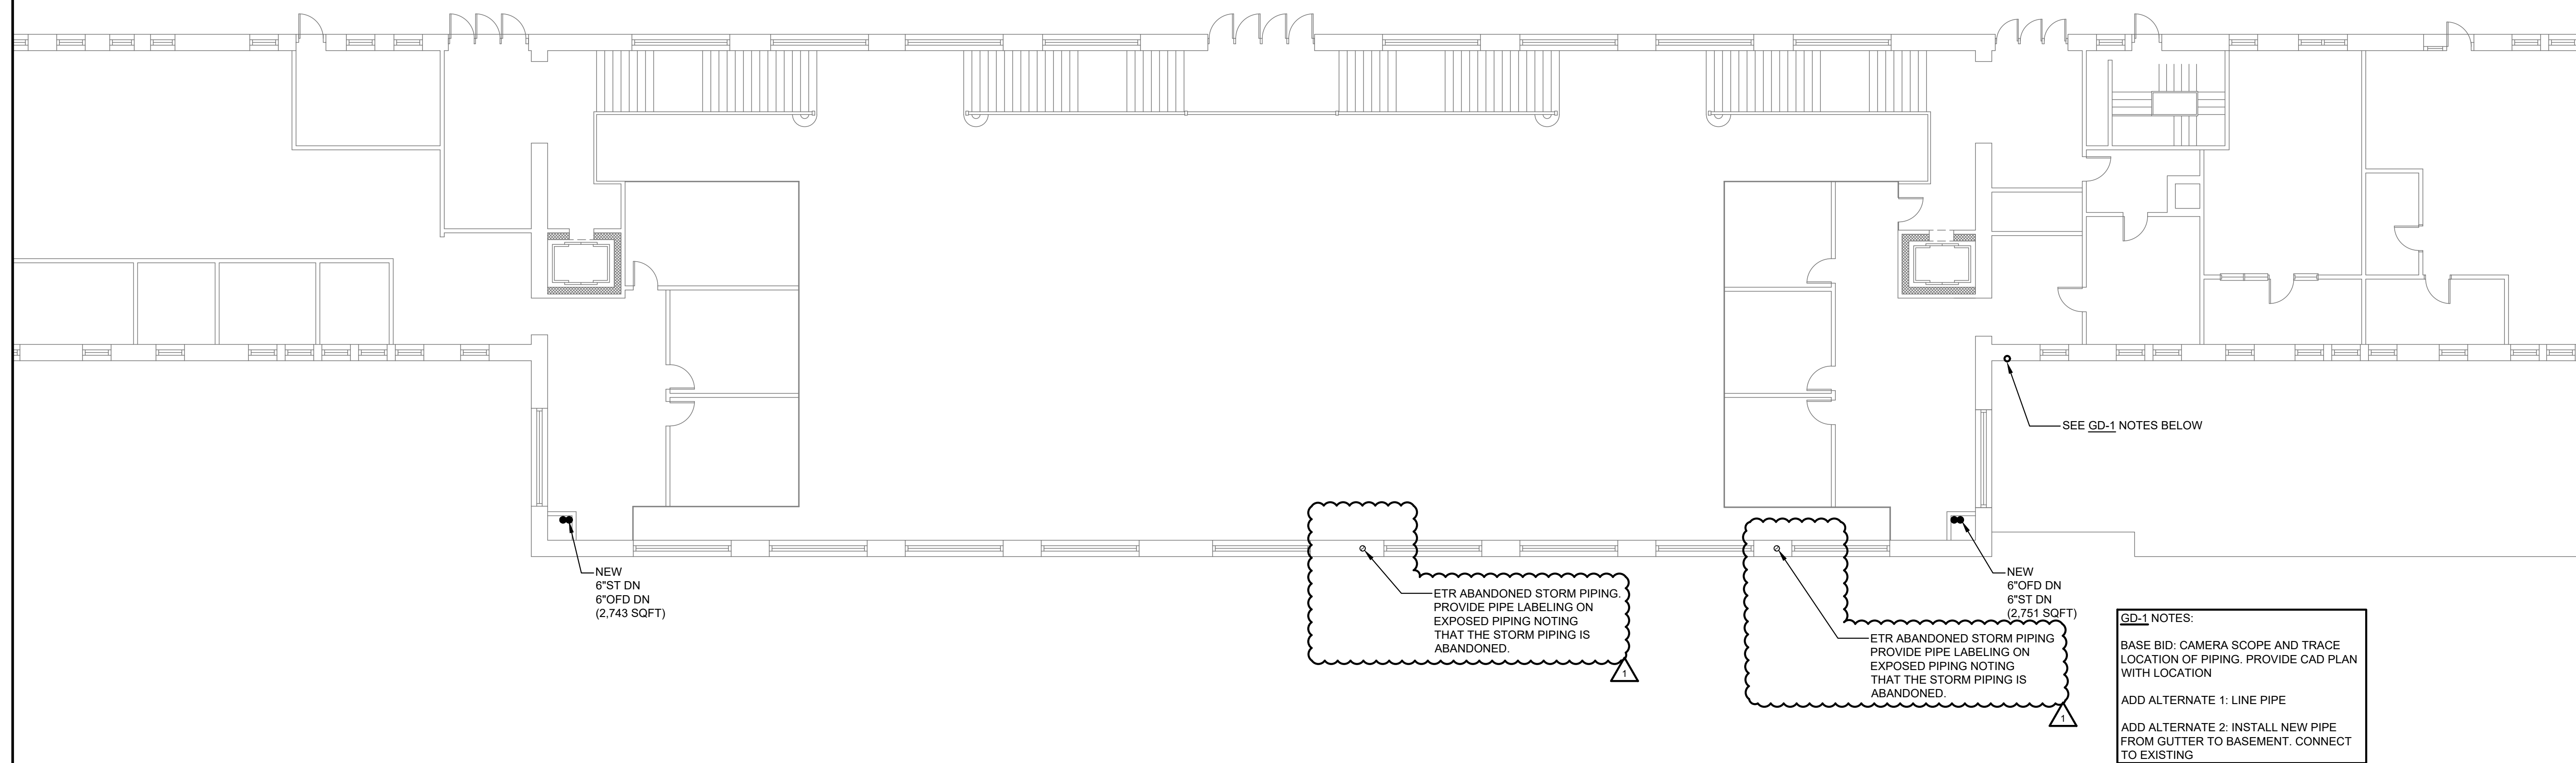 SEE GD-1 NOTES BELOW
NEW
6"ST DN
6"OFD DN
(2,743 SQFT)
ETR ABANDONED STORM PIPING.
PROVIDE PIPE LABELING ON
EXPOSED PIPING NOTING
THAT THE STORM PIPING IS
ABANDONED.
1
ETR ABANDONED STORM PIPING
PROVIDE PIPE LABELING ON
EXPOSED PIPING NOTING
THAT THE STORM PIPING IS
ABANDONED.
1
NEW
6"OFD DN
6"ST DN
(2,751 SQFT)
GD-1 NOTES:
BASE BID: CAMERA SCOPE AND TRACE
LOCATION OF PIPING. PROVIDE CAD PLAN
WITH LOCATION
ADD ALTERNATE 1: LINE PIPE
ADD ALTERNATE 2: INSTALL NEW PIPE
FROM GUTTER TO BASEMENT. CONNECT
TO EXISTING